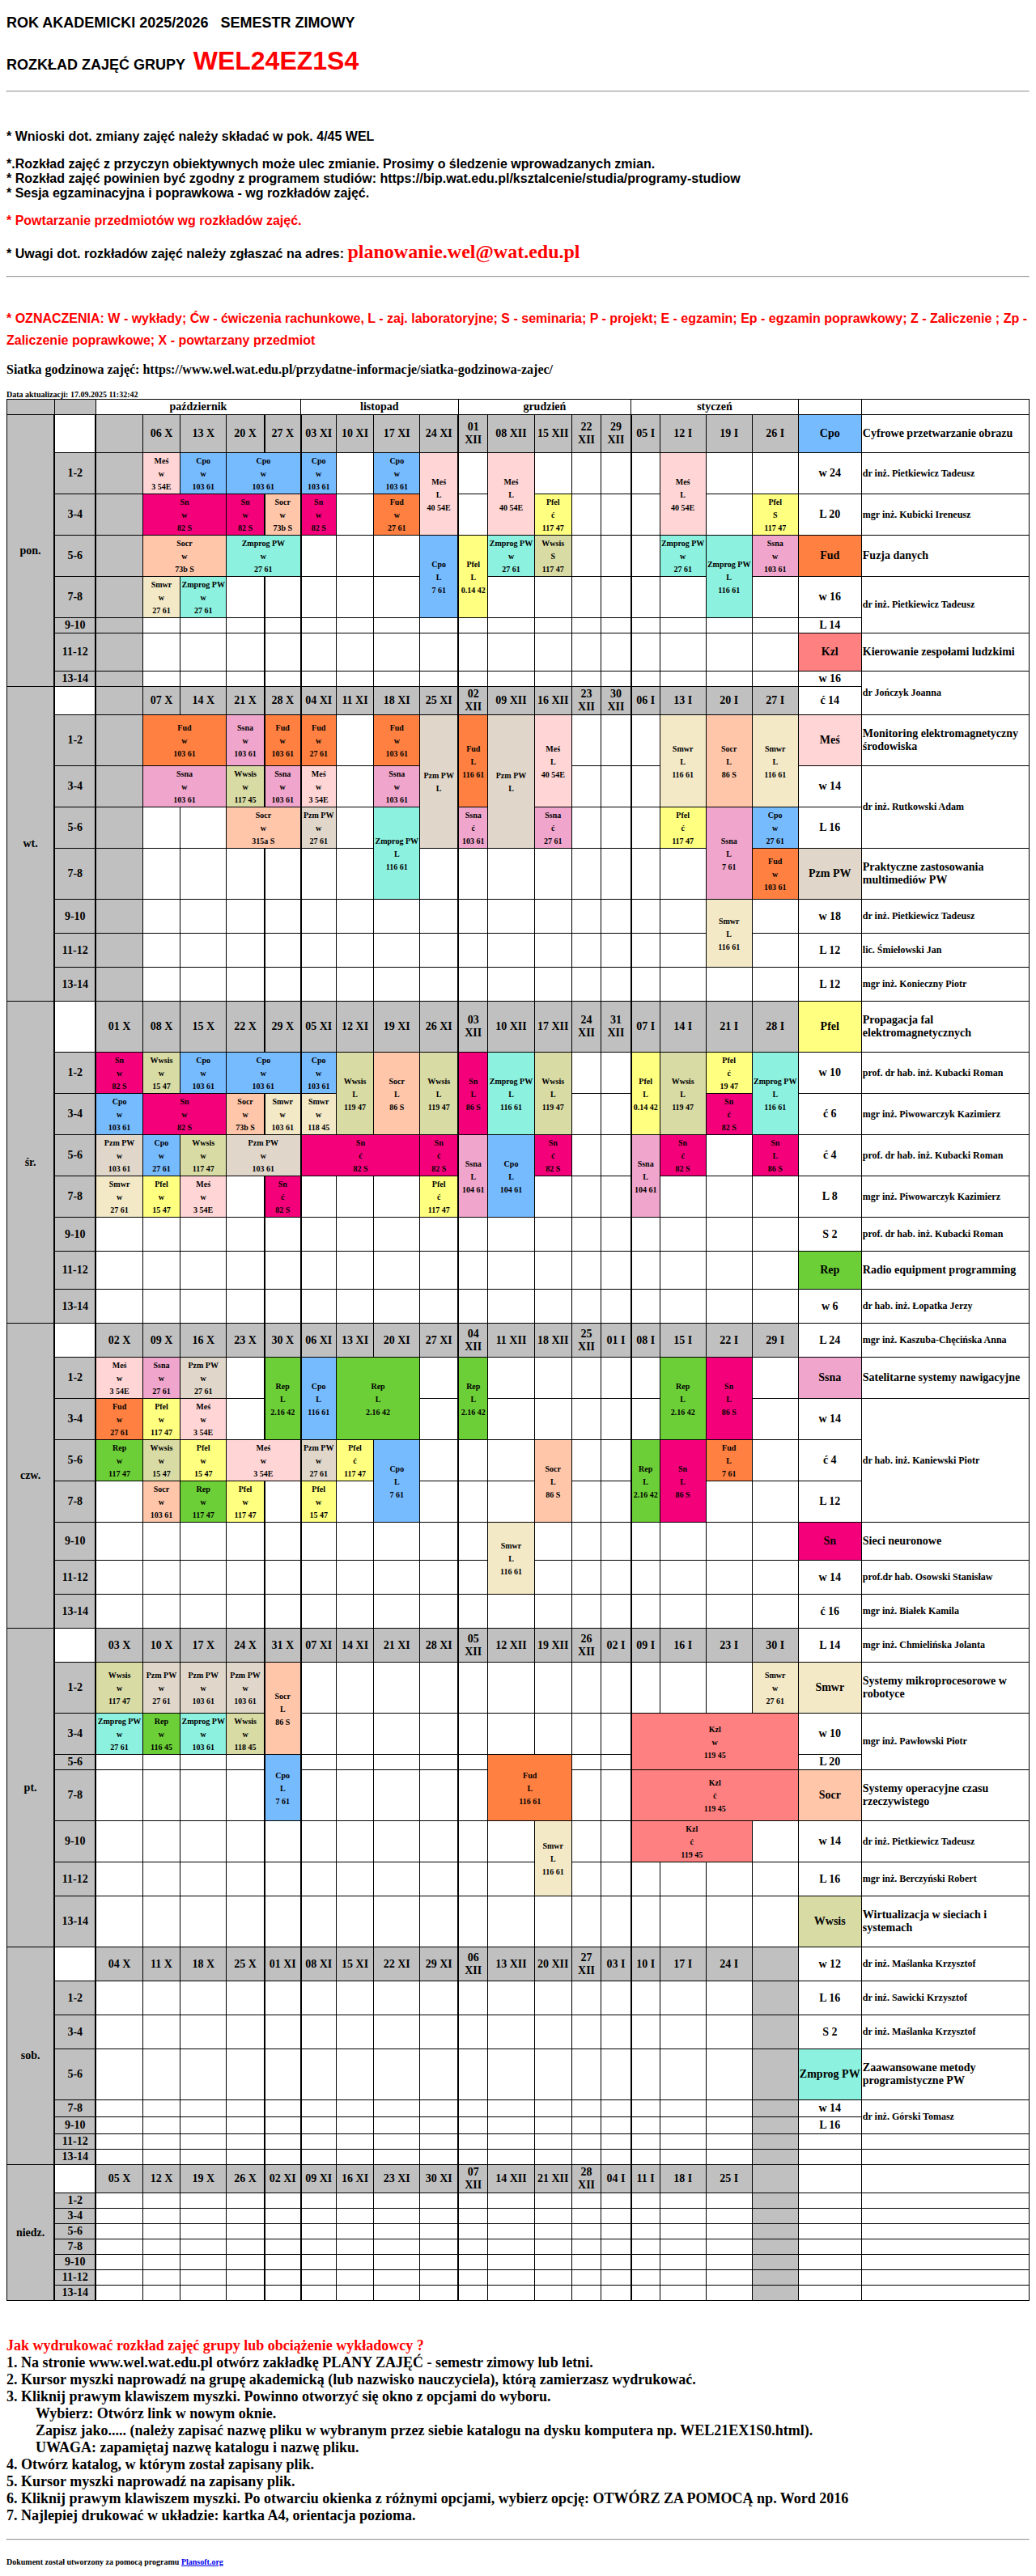 ROK AKADEMICKI 2025/2026 SEMESTR ZIMOWY
ROZKŁAD ZAJĘĆ GRUPY WEL24EZ1S4
* Wnioski dot. zmiany zajęć należy składać w pok. 4/45 WEL
*.Rozkład zajęć z przyczyn obiektywnych może ulec zmianie. Prosimy o śledzenie wprowadzanych zmian.
* Rozkład zajęć powinien być zgodny z programem studiów: https://bip.wat.edu.pl/ksztalcenie/studia/programy-studiow
* Sesja egzaminacyjna i poprawkowa - wg rozkładów zajęć.
* Powtarzanie przedmiotów wg rozkładów zajęć.
* Uwagi dot. rozkładów zajęć należy zgłaszać na adres: planowanie.wel@wat.edu.pl
* OZNACZENIA: W - wykłady; Ćw - ćwiczenia rachunkowe, L - zaj. laboratoryjne; S - seminaria; P - projekt; E - egzamin; Ep - egzamin poprawkowy; Z - Zaliczenie ; Zp - Zaliczenie poprawkowe; X - powtarzany przedmiot
Siatka godzinowa zajęć: https://www.wel.wat.edu.pl/przydatne-informacje/siatka-godzinowa-zajec/
Data aktualizacji: 17.09.2025 11:32:42
październik listopad grudzień styczeń
pon. 06 X 13 X 20 X 27 X 03 XI 10 XI 17 XI 24 XI 01 XII 08 XII 15 XII 22 XII 29 XII 05 I 12 I 19 I 26 I Cpo Cyfrowe przetwarzanie obrazu
1-2 Meś w 3 54E Cpo w 103 61 Cpo w 103 61 Cpo w 103 61 Cpo w 103 61 Meś L 40 54E Meś L 40 54E Meś L 40 54E w 24 dr inż. Pietkiewicz Tadeusz
3-4 Sn w 82 S Sn w 82 S Socr w 73b S Sn w 82 S Fud w 27 61 Pfel ć 117 47 Pfel S 117 47 L 20 mgr inż. Kubicki Ireneusz
5-6 Socr w 73b S Zmprog PW w 27 61 Cpo L 7 61 Pfel L 0.14 42 Zmprog PW w 27 61 Wwsis S 117 47 Zmprog PW w 27 61 Zmprog PW L 116 61 Ssna w 103 61 Fud Fuzja danych
7-8 Smwr w 27 61 Zmprog PW w 27 61 w 16 dr inż. Pietkiewicz Tadeusz
9-10 L 14
11-12 Kzl Kierowanie zespołami ludzkimi
13-14 w 16 dr Jończyk Joanna
wt. 07 X 14 X 21 X 28 X 04 XI 11 XI 18 XI 25 XI 02 XII 09 XII 16 XII 23 XII 30 XII 06 I 13 I 20 I 27 I ć 14
1-2 Fud w 103 61 Ssna w 103 61 Fud w 103 61 Fud w 27 61 Fud w 103 61 Pzm PW L Fud L 116 61 Pzm PW L Meś L 40 54E Smwr L 116 61 Socr L 86 S Smwr L 116 61 Meś Monitoring elektromagnetyczny środowiska
3-4 Ssna w 103 61 Wwsis w 117 45 Ssna w 103 61 Meś w 3 54E Ssna w 103 61 w 14 dr inż. Rutkowski Adam
5-6 Socr w 315a S Pzm PW w 27 61 Zmprog PW L 116 61 Ssna ć 103 61 Ssna ć 27 61 Pfel ć 117 47 Ssna L 7 61 Cpo w 27 61 L 16
7-8 Fud w 103 61 Pzm PW Praktyczne zastosowania multimediów PW
9-10 Smwr L 116 61 w 18 dr inż. Pietkiewicz Tadeusz
11-12 L 12 lic. Śmiełowski Jan
13-14 L 12 mgr inż. Konieczny Piotr
śr. 01 X 08 X 15 X 22 X 29 X 05 XI 12 XI 19 XI 26 XI 03 XII 10 XII 17 XII 24 XII 31 XII 07 I 14 I 21 I 28 I Pfel Propagacja fal elektromagnetycznych
1-2 Sn w 82 S Wwsis w 15 47 Cpo w 103 61 Cpo w 103 61 Cpo w 103 61 Wwsis L 119 47 Socr L 86 S Wwsis L 119 47 Sn L 86 S Zmprog PW L 116 61 Wwsis L 119 47 Pfel L 0.14 42 Wwsis L 119 47 Pfel ć 19 47 Zmprog PW L 116 61 w 10 prof. dr hab. inż. Kubacki Roman
3-4 Cpo w 103 61 Sn w 82 S Socr w 73b S Smwr w 103 61 Smwr w 118 45 Sn ć 82 S ć 6 mgr inż. Piwowarczyk Kazimierz
5-6 Pzm PW w 103 61 Cpo w 27 61 Wwsis w 117 47 Pzm PW w 103 61 Sn ć 82 S Sn ć 82 S Ssna L 104 61 Cpo L 104 61 Sn ć 82 S Ssna L 104 61 Sn ć 82 S Sn L 86 S ć 4 prof. dr hab. inż. Kubacki Roman
7-8 Smwr w 27 61 Pfel w 15 47 Meś w 3 54E Sn ć 82 S Pfel ć 117 47 L 8 mgr inż. Piwowarczyk Kazimierz
9-10 S 2 prof. dr hab. inż. Kubacki Roman
11-12 Rep Radio equipment programming
13-14 w 6 dr hab. inż. Łopatka Jerzy
czw. 02 X 09 X 16 X 23 X 30 X 06 XI 13 XI 20 XI 27 XI 04 XII 11 XII 18 XII 25 XII 01 I 08 I 15 I 22 I 29 I L 24 mgr inż. Kaszuba-Chęcińska Anna
1-2 Meś w 3 54E Ssna w 27 61 Pzm PW w 27 61 Rep L 2.16 42 Cpo L 116 61 Rep L 2.16 42 Rep L 2.16 42 Rep L 2.16 42 Sn L 86 S Ssna Satelitarne systemy nawigacyjne
3-4 Fud w 27 61 Pfel w 117 47 Meś w 3 54E w 14 dr hab. inż. Kaniewski Piotr
5-6 Rep w 117 47 Wwsis w 15 47 Pfel w 15 47 Meś w 3 54E Pzm PW w 27 61 Pfel ć 117 47 Cpo L 7 61 Socr L 86 S Rep L 2.16 42 Sn L 86 S Fud L 7 61 ć 4
7-8 Socr w 103 61 Rep w 117 47 Pfel w 117 47 Pfel w 15 47 L 12
9-10 Smwr L 116 61 Sn Sieci neuronowe
11-12 w 14 prof.dr hab. Osowski Stanisław
13-14 ć 16 mgr inż. Białek Kamila
pt. 03 X 10 X 17 X 24 X 31 X 07 XI 14 XI 21 XI 28 XI 05 XII 12 XII 19 XII 26 XII 02 I 09 I 16 I 23 I 30 I L 14 mgr inż. Chmielińska Jolanta
1-2 Wwsis w 117 47 Pzm PW w 27 61 Pzm PW w 103 61 Pzm PW w 103 61 Socr L 86 S Smwr w 27 61 Smwr Systemy mikroprocesorowe w robotyce
3-4 Zmprog PW w 27 61 Rep w 116 45 Zmprog PW w 103 61 Wwsis w 118 45 Kzl w 119 45 w 10 mgr inż. Pawłowski Piotr
5-6 Cpo L 7 61 Fud L 116 61 L 20
7-8 Kzl ć 119 45 Socr Systemy operacyjne czasu rzeczywistego
9-10 Smwr L 116 61 Kzl ć 119 45 w 14 dr inż. Pietkiewicz Tadeusz
11-12 L 16 mgr inż. Berczyński Robert
13-14 Wwsis Wirtualizacja w sieciach i systemach
sob. 04 X 11 X 18 X 25 X 01 XI 08 XI 15 XI 22 XI 29 XI 06 XII 13 XII 20 XII 27 XII 03 I 10 I 17 I 24 I w 12 dr inż. Maślanka Krzysztof
1-2 L 16 dr inż. Sawicki Krzysztof
3-4 S 2 dr inż. Maślanka Krzysztof
5-6 Zmprog PW Zaawansowane metody programistyczne PW
7-8 w 14 dr inż. Górski Tomasz
9-10 L 16
11-12
13-14
niedz. 05 X 12 X 19 X 26 X 02 XI 09 XI 16 XI 23 XI 30 XI 07 XII 14 XII 21 XII 28 XII 04 I 11 I 18 I 25 I
1-2
3-4
5-6
7-8
9-10
11-12
13-14
Jak wydrukować rozkład zajęć grupy lub obciążenie wykładowcy ?
1. Na stronie www.wel.wat.edu.pl otwórz zakładkę PLANY ZAJĘĆ - semestr zimowy lub letni.
2. Kursor myszki naprowadź na grupę akademicką (lub nazwisko nauczyciela), którą zamierzasz wydrukować.
3. Kliknij prawym klawiszem myszki. Powinno otworzyć się okno z opcjami do wyboru.
Wybierz: Otwórz link w nowym oknie.
Zapisz jako..... (należy zapisać nazwę pliku w wybranym przez siebie katalogu na dysku komputera np. WEL21EX1S0.html).
UWAGA: zapamiętaj nazwę katalogu i nazwę pliku.
4. Otwórz katalog, w którym został zapisany plik.
5. Kursor myszki naprowadź na zapisany plik.
6. Kliknij prawym klawiszem myszki. Po otwarciu okienka z różnymi opcjami, wybierz opcję: OTWÓRZ ZA POMOCĄ np. Word 2016
7. Najlepiej drukować w układzie: kartka A4, orientacja pozioma.
Dokument został utworzony za pomocą programu Plansoft.org